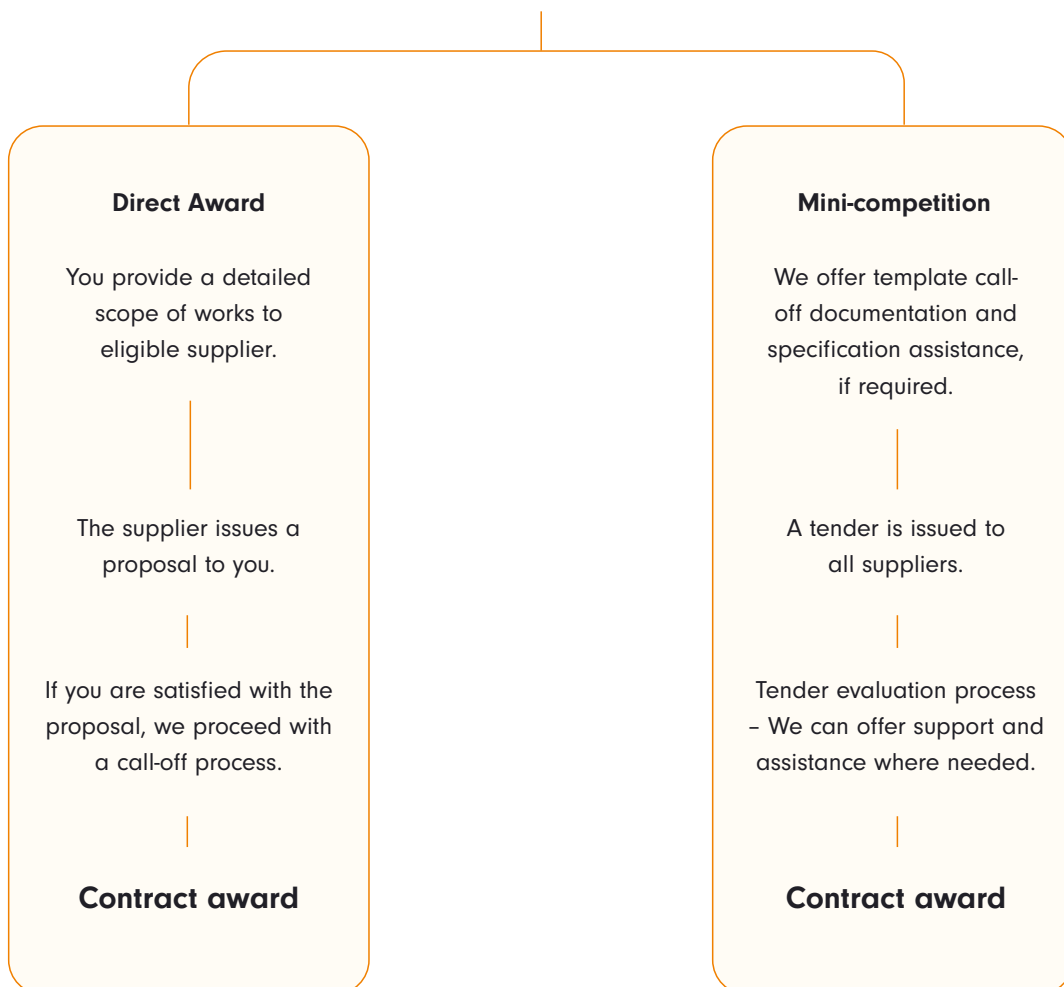 Direct Award
You provide a detailed
scope of works to
eligible supplier.
The supplier issues a
proposal to you.
If you are satisfied with the
proposal, we proceed with
a call-off process.
Contract award
Mini-competition
We offer template call-
off documentation and
specification assistance,
if required.
A tender is issued to
all suppliers.
Tender evaluation process
– We can offer support and
assistance where needed.
Contract award